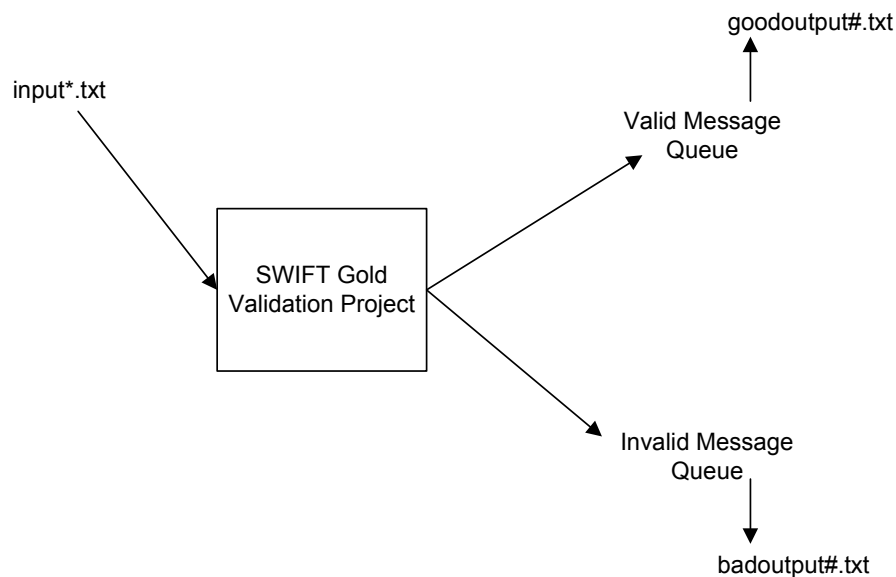 goodoutput#.txt
input*.txt
Valid Message
Queue
SWIFT Gold
Validation Project
Invalid Message
Queue
badoutput#.txt